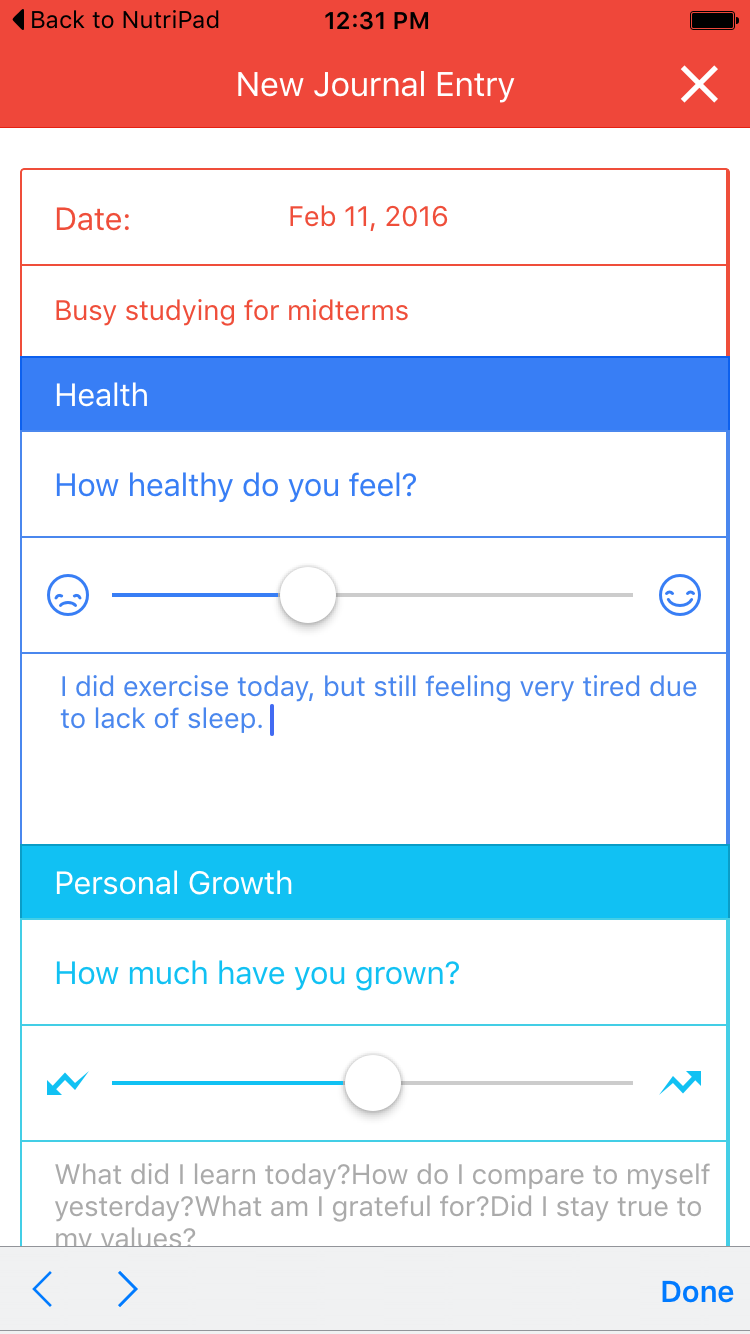 Back to NutriPad
12:31 PM
New Journal Entry
Date:
Feb 11, 2016
Busy studying for midterms
Health
How healthy do you feel?
I did exercise today, but still feeling very tired due
to lack of sleep.
Personal Growth
How much have you grown?
What did I learn today?How do I compare to myself
yesterday?What am I grateful for?Did I stay true to
my values?
Done